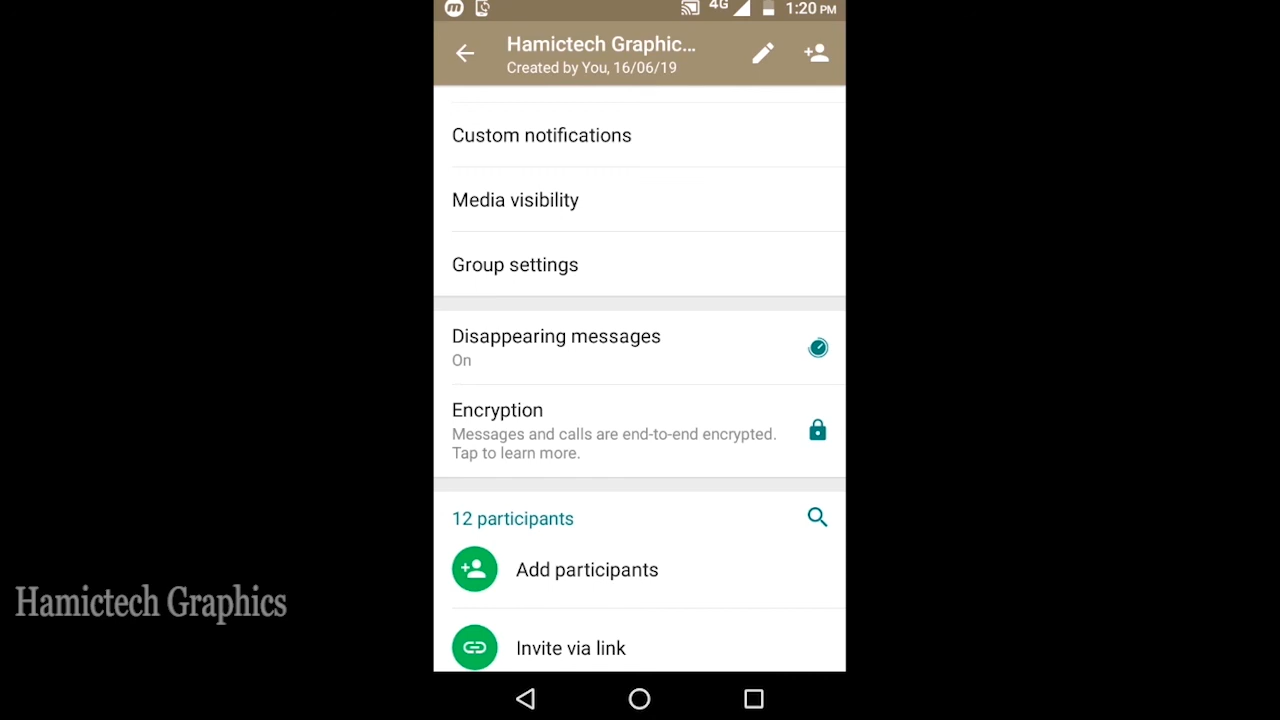 4G 1:20 PM
Hamictech Graphic...
Created by You, 16/06/19
Custom notifications
Media visibility
Group settings
Disappearing messages
On
Encryption
Messages and calls are end-to-end encrypted.
Tap to learn more.
12 participants
Add participants
Invite via link
Hamictech Graphics